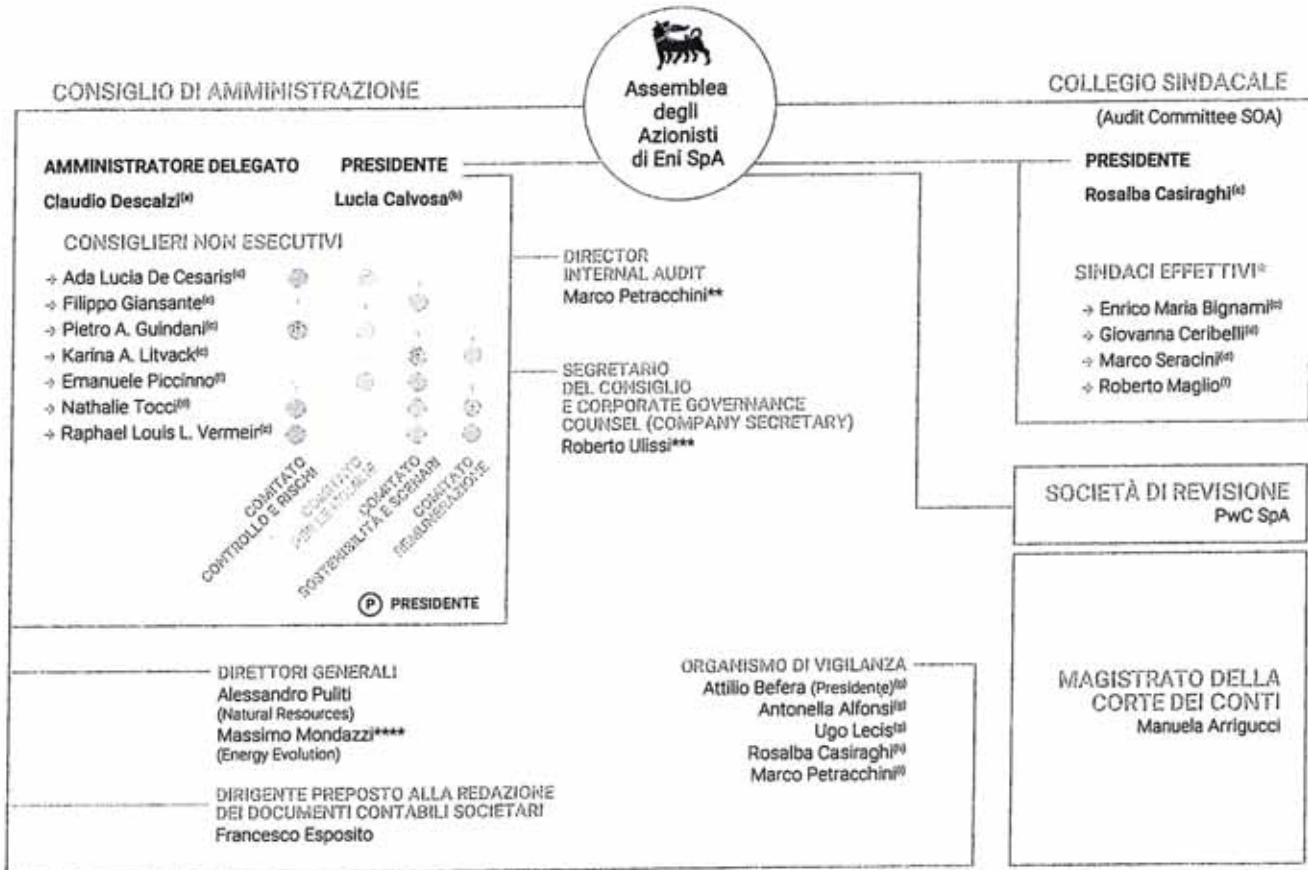 Assemblea
degli
Azionisti
di Eni SpA
CONSIGLIO DI AMMINISTRAZIONE
AMMINISTRATORE DELEGATO
Claudio Descalzi(a)
PRESIDENTE
Lucia Calvosa(b)
CONSIGLIERI NON ESECUTIVI
→ Ada Lucia De Cesaris(c)
→ Filippo Giansante(c)
→ Pietro A. Guindani(c)
→ Karina A. Litvack(c)
→ Emanuele Piccinno
→ Nathalie Tocci
→ Raphael Louis L. Vermeir(c)
COMITATO
CONTROLLO E RISCHI
COMITATO
COMITATO
SOSTENIBILITÀ E SCENARI
COMITATO
REMUNERAZIONE
P PRESIDENTE
DIRECTOR
INTERNAL AUDIT
Marco Petracchini**
SEGRETARIO
DEL CONSIGLIO
E CORPORATE GOVERNANCE
COUNSEL (COMPANY SECRETARY)
Roberto Ulissi***
COLLEGIO SINDACALE
(Audit Committee SOA)
PRESIDENTE
Rosalba Casiraghi
SINDACI EFFETTIVI*
→ Enrico Maria Bignami
→ Giovanna Ceribelli(d)
→ Marco Seracini(d)
→ Roberto Maglio
SOCIETÀ DI REVISIONE
PwC SpA
MAGISTRATO DELLA
CORTE DEI CONTI
Manuela Arrigucci
DIRETTORI GENERALI
Alessandro Puliti
(Natural Resources)
Massimo Mondazzi****
(Energy Evolution)
DIRIGENTE PREPOSTO ALLA REDAZIONE
DEI DOCUMENTI CONTABILI SOCIETARI
Francesco Esposito
ORGANISMO DI VIGILANZA
Attilio Befera (Presidente)(g)
Antonella Alfonsi(g)
Ugo Lecis(g)
Rosalba Casiraghi(h)
Marco Petracchini